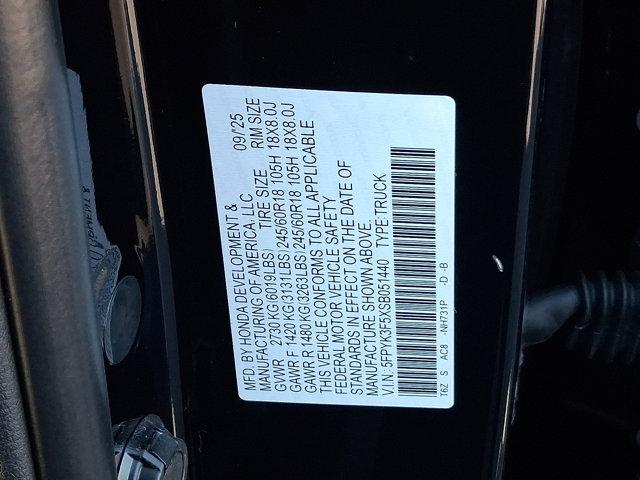 MFD. BY HONDA DEVELOPMENT &
MANUFACTURING OF AMERICA, LLC 09/'25
GVWR 2730 KG(6019LBS) TIRE SIZE RIM SIZE
GAWR F 1420 KG(3131LBS)245/60R18 105H 18X8.0J
GAWR R 1480 KG(3263LBS)245/60R18 105H 18X8.0J
THIS VEHICLE CONFORMS TO ALL APPLICABLE
FEDERAL MOTOR VEHICLE SAFETY
STANDARDS IN EFFECT ON THE DATE OF
MANUFACTURE SHOWN ABOVE.
V.I.N: 5FPYK3F5XSB051440 TYPE:TRUCK
T6Z S AC8 -NH731P -D -B